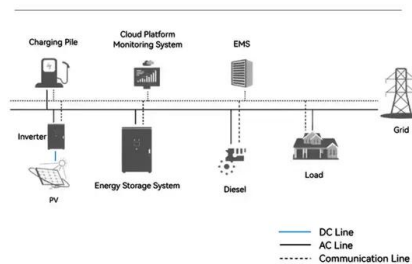 Charging Pile
Cloud Platform
Monitoring System
EMS
Grid
Inverter
PV
Energy Storage System
Diesel
Load
DC Line
AC Line
Communication Line